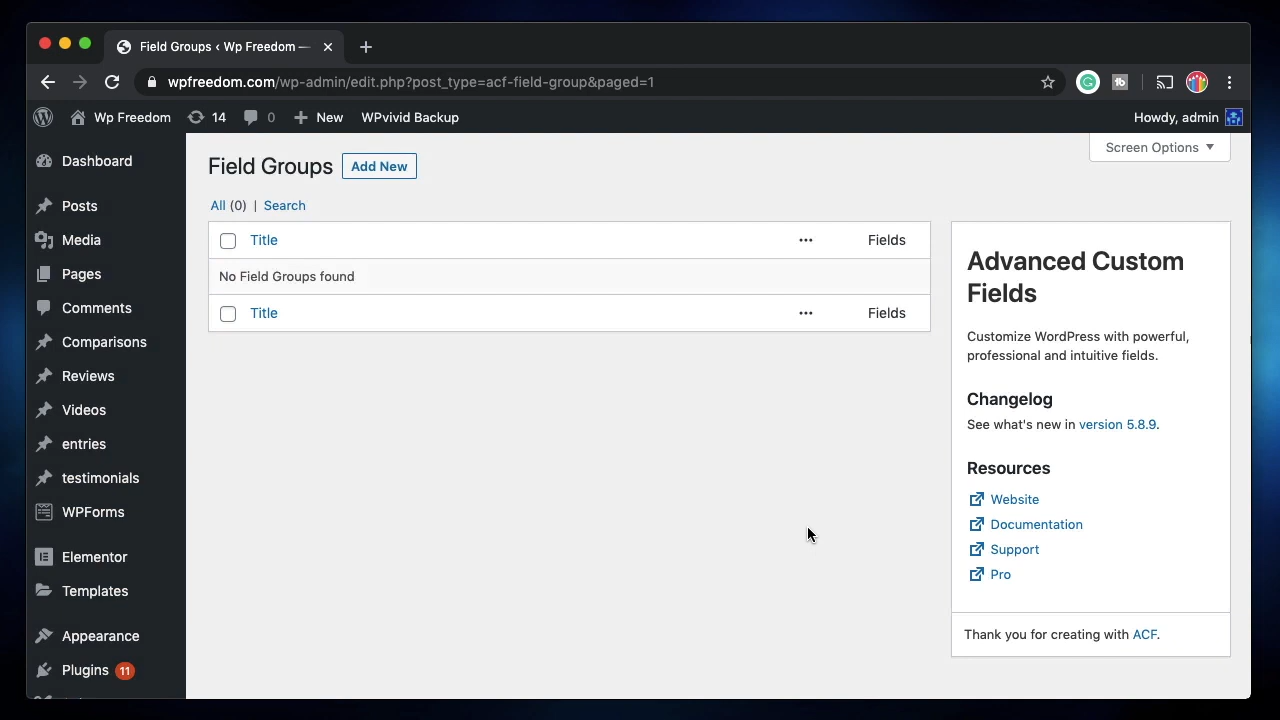 Field Groups ‹ Wp Freedom —
wpfreedom.com/wp-admin/edit.php?post_type=acf-field-group&paged=1
Wp Freedom 14 0 New WPvivid Backup Howdy, admin
Screen Options
Dashboard
Posts
Media
Pages
Comments
Comparisons
Reviews
Videos
entries
testimonials
WPForms
Elementor
Templates
Appearance
Plugins 11
Field Groups Add New
All (0) | Search
Title ••• Fields
No Field Groups found
Title ••• Fields
Advanced Custom
Fields
Customize WordPress with powerful,
professional and intuitive fields.
Changelog
See what's new in version 5.8.9.
Resources
Website
Documentation
Support
Pro
Thank you for creating with ACF.